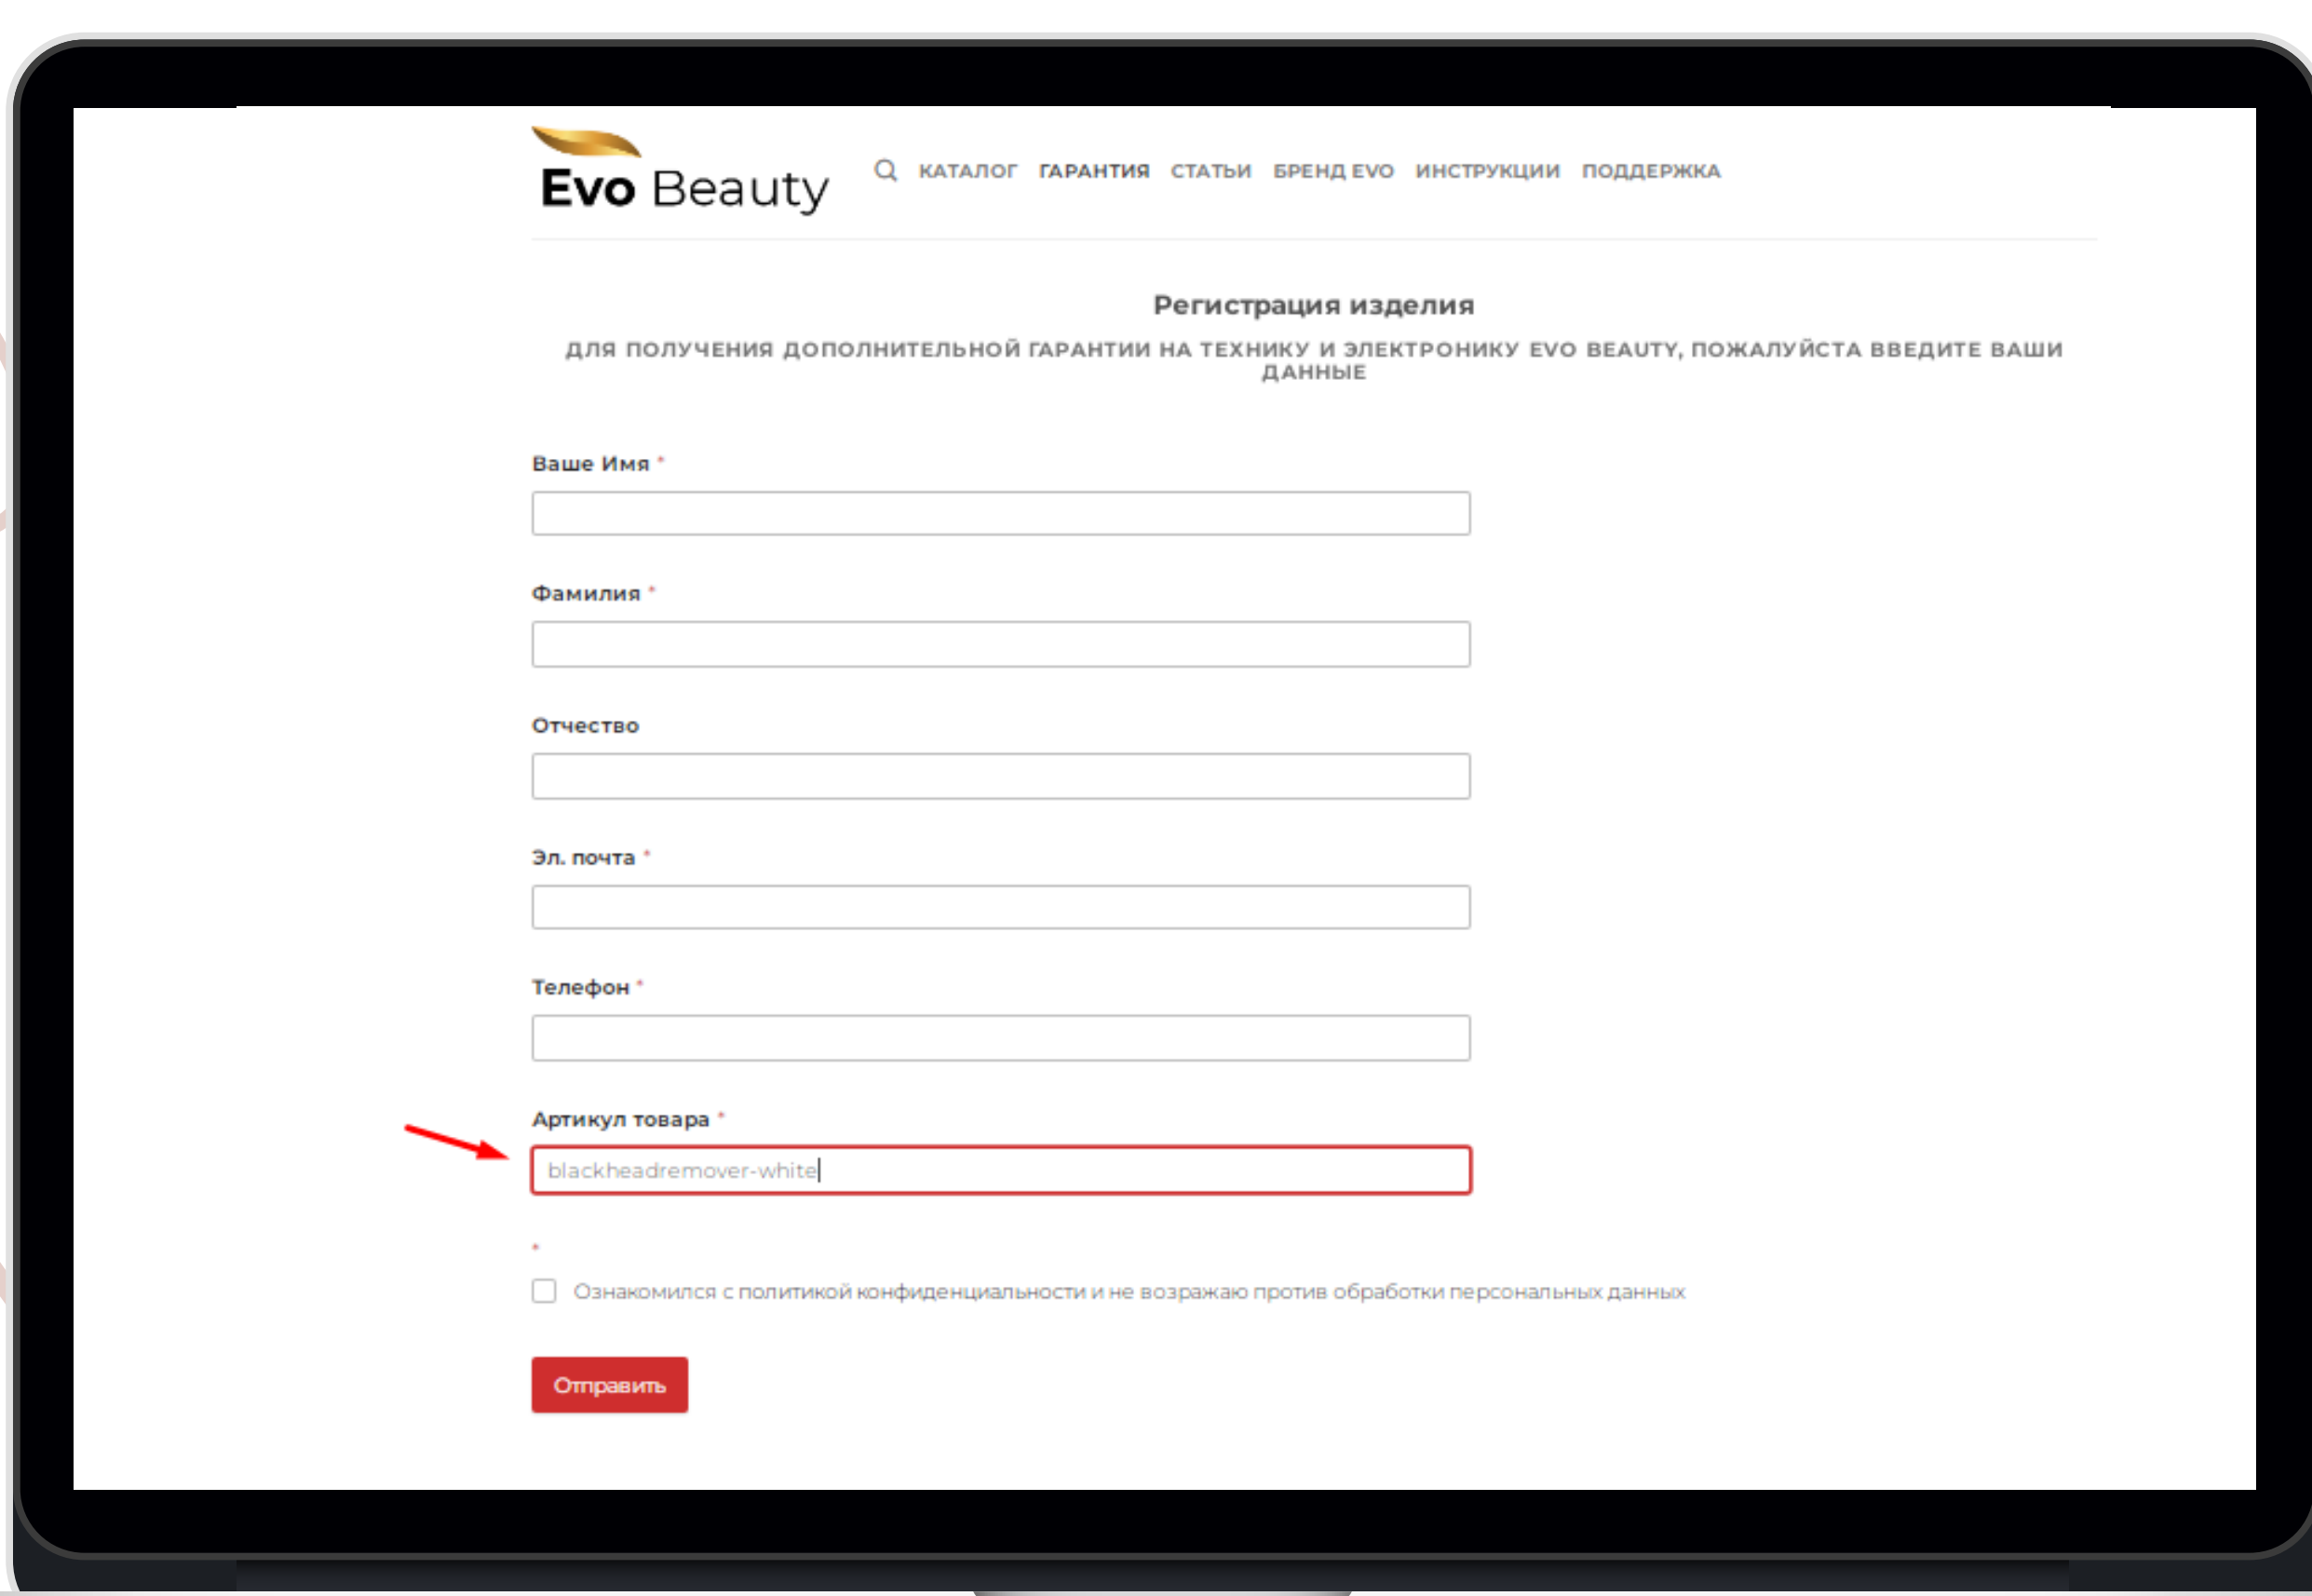 Evo Beauty
КАТАЛОГ ГАРАНТИЯ СТАТЬИ БРЕНД EVO ИНСТРУКЦИИ ПОДДЕРЖКА
Регистрация изделия
ДЛЯ ПОЛУЧЕНИЯ ДОПОЛНИТЕЛЬНОЙ ГАРАНТИИ НА ТЕХНИКУ И ЭЛЕКТРОНИКУ EVO BEAUTY, ПОЖАЛУЙСТА ВВЕДИТЕ ВАШИ
ДАННЫЕ
Ваше Имя *
Фамилия *
Отчество
Эл. почта *
Телефон *
Артикул товара *
blackheadremover-white
*
Ознакомился с политикой конфиденциальности и не возражаю против обработки персональных данных
Отправить